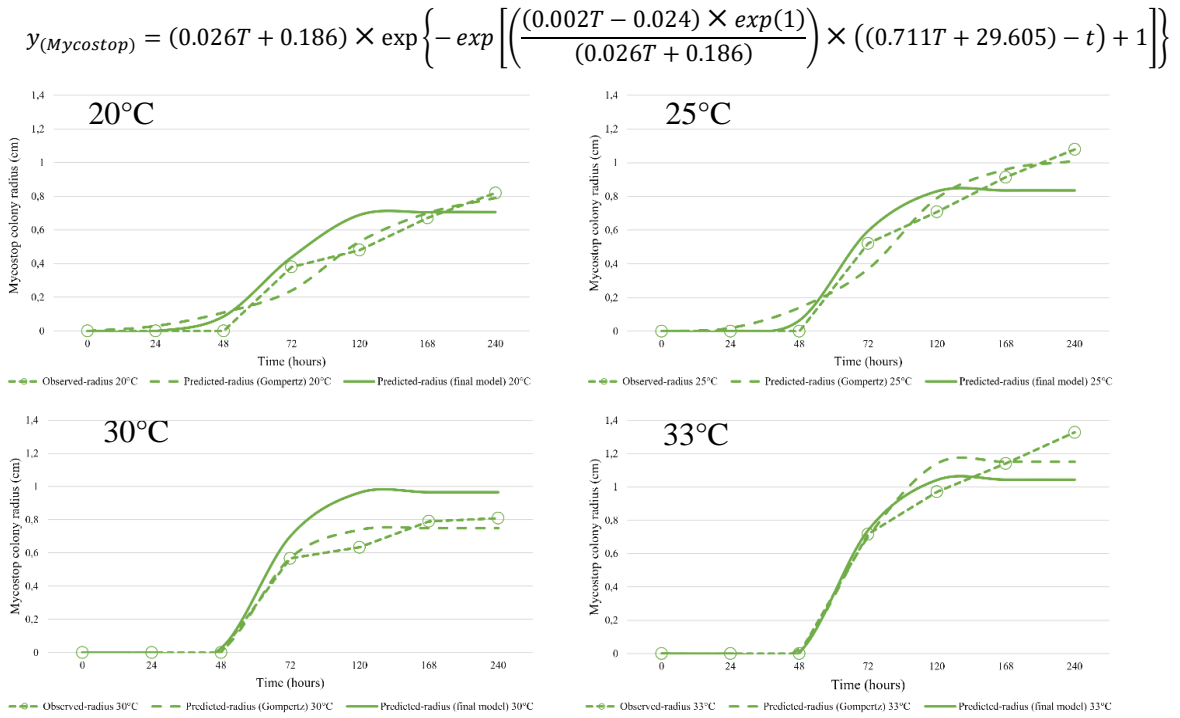 y(Mycostop) = (0.026T + 0.186) × exp {− exp [( ((0.002T − 0.024) × exp(1)) / (0.026T + 0.186) ) × ((0.711T + 29.605) − t) + 1]}
20°C
Mycostop colony radius (cm)
1,4
1,2
1
0,8
0,6
0,4
0,2
0
0 24 48 72 120 168 240
Time (hours)
Observed-radius 20°C Predicted-radius (Gompertz) 20°C Predicted-radius (final model) 20°C
25°C
Mycostop colony radius (cm)
1,4
1,2
1
0,8
0,6
0,4
0,2
0
0 24 48 72 120 168 240
Time (hours)
Observed-radius 25°C Predicted-radius (Gompertz) 25°C Predicted-radius (final model) 25°C
30°C
Mycostop colony radius (cm)
1,4
1,2
1
0,8
0,6
0,4
0,2
0
0 24 48 72 120 168 240
Time (hours)
Observed-radius 30°C Predicted-radius (Gompertz) 30°C Predicted-radius (final model) 30°C
33°C
Mycostop colony radius (cm)
1,4
1,2
1
0,8
0,6
0,4
0,2
0
0 24 48 72 120 168 240
Time (hours)
Observed-radius 33°C Predicted-radius (Gompertz) 33°C Predicted-radius (final model) 33°C